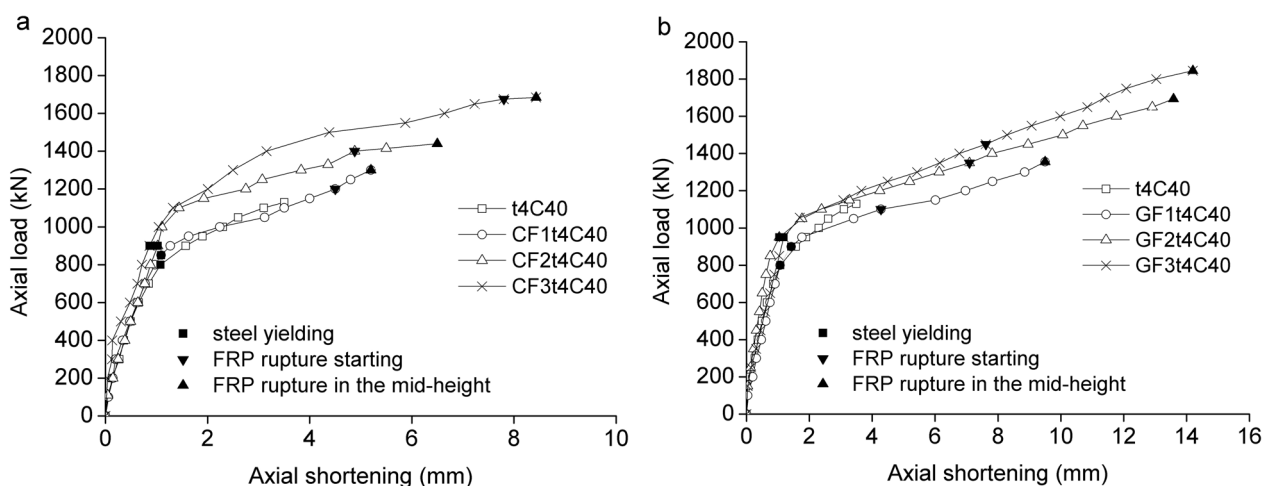 a
Axial load (kN)
2000
1800
1600
1400
1200
1000
800
600
400
200
0
t4C40
CF1t4C40
CF2t4C40
CF3t4C40
steel yielding
FRP rupture starting
FRP rupture in the mid-height
0 2 4 6 8 10
Axial shortening (mm)
b
Axial load (kN)
2000
1800
1600
1400
1200
1000
800
600
400
200
0
t4C40
GF1t4C40
GF2t4C40
GF3t4C40
steel yielding
FRP rupture starting
FRP rupture in the mid-height
0 2 4 6 8 10 12 14 16
Axial shortening (mm)